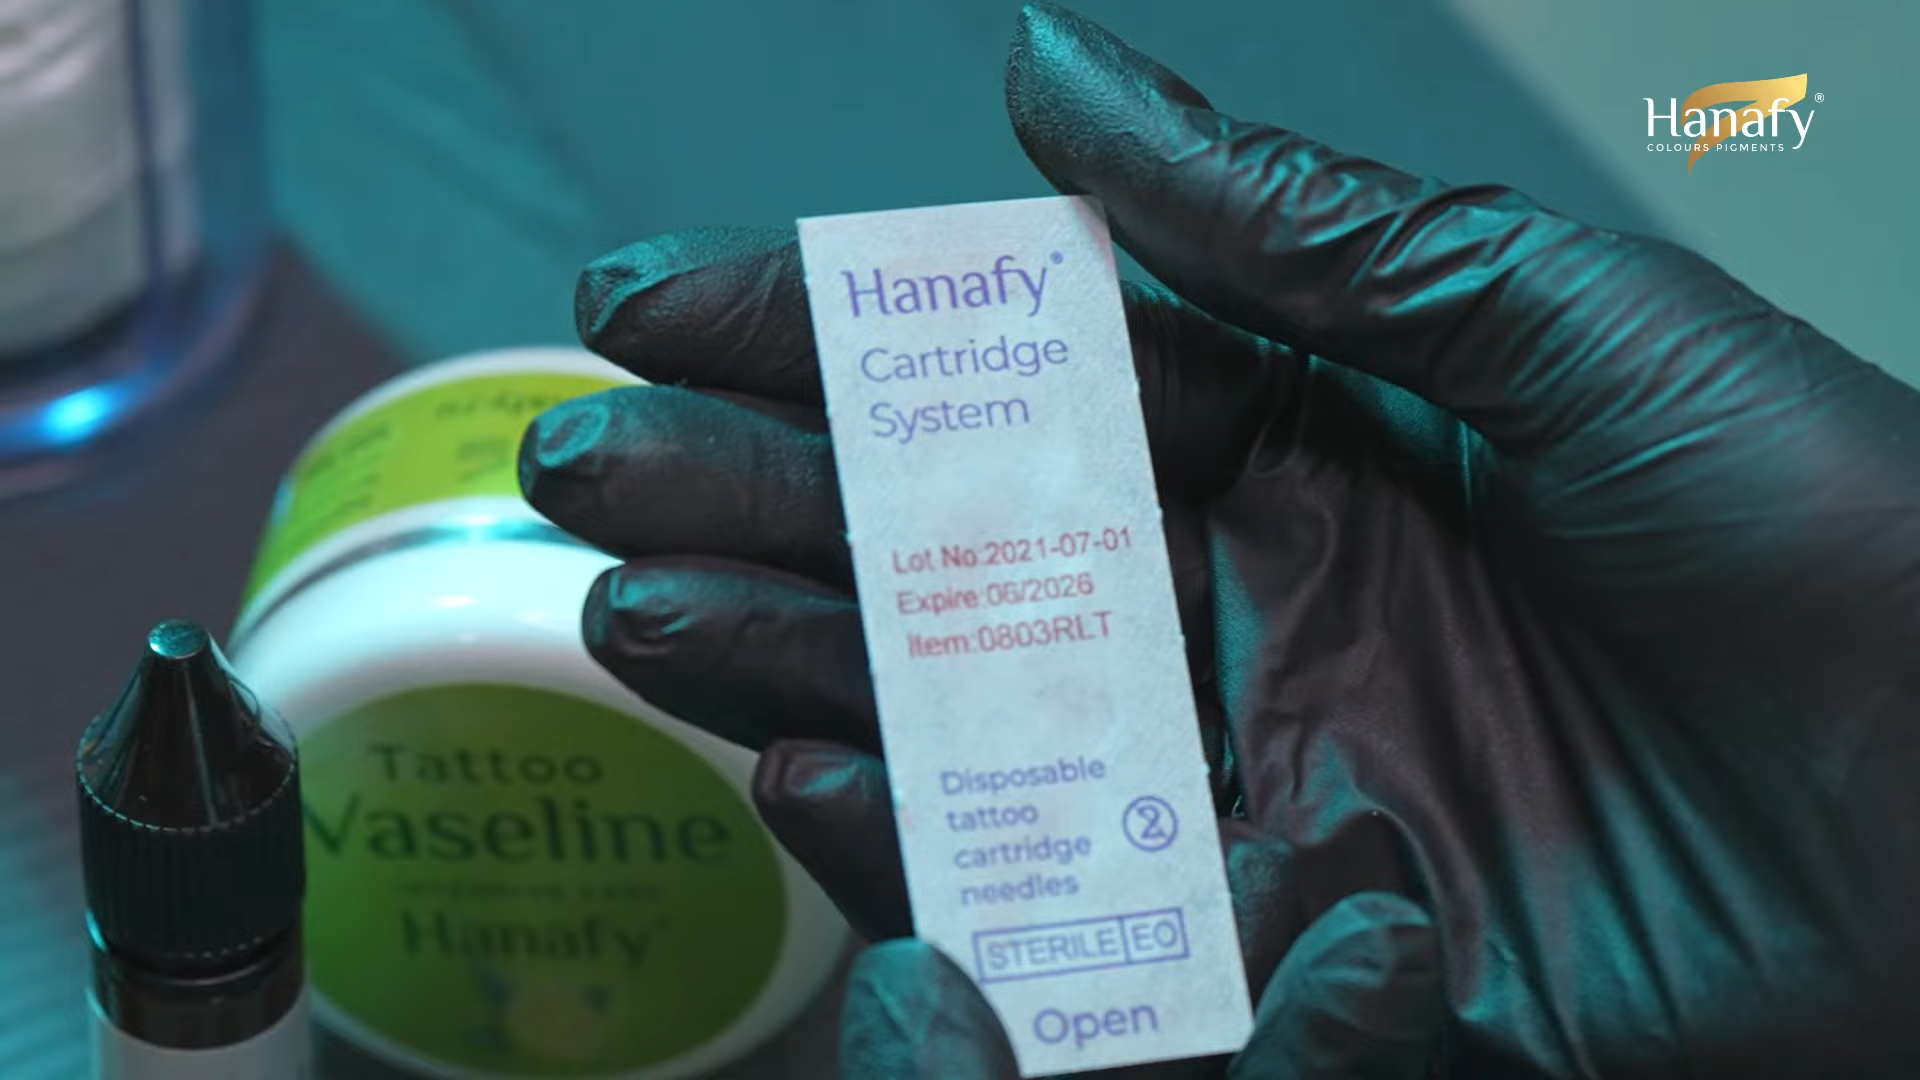 Hanafy®
COLOURS PIGMENTS
Hanafy®
Cartridge
System
Lot No:2021-07-01
Expire:06/2026
Item:0803RLT
Disposable
tattoo
cartridge
needles
2
STERILE EO
Open
Tattoo
Vaseline
Hanafy